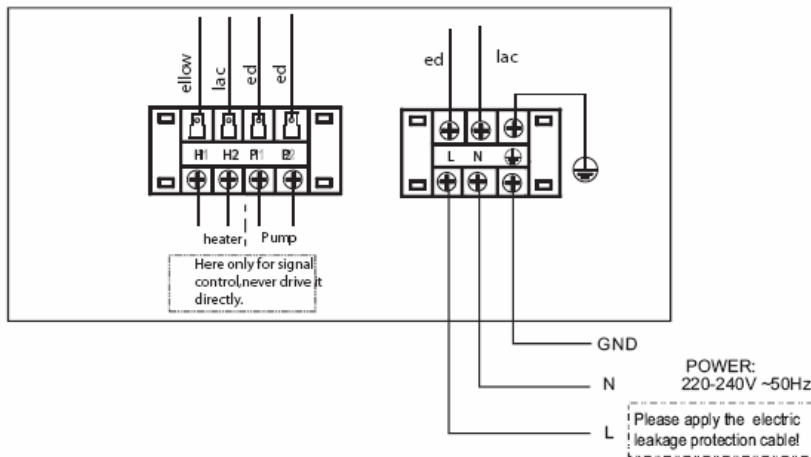 ellow
lac
ed
ed
ed
lac
H1
H2
P1
P2
L
N
heater
Pump
Here only for signal
control,never drive it
directly.
GND
POWER:
N
220-240V ~50Hz
L
Please apply the electric
leakage protection cable!